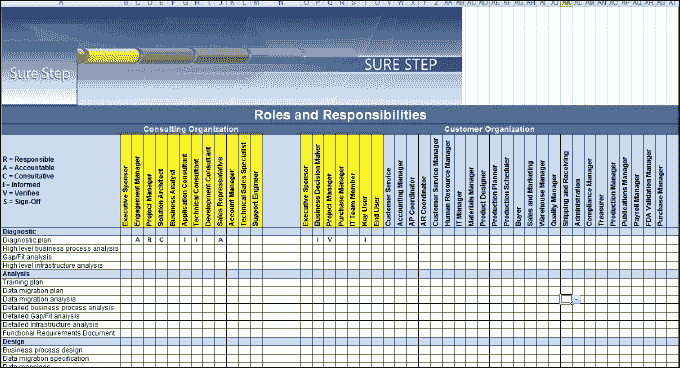 Sure Step
SURE STEP
Roles and Responsibilities
Consulting Organization
Customer Organization
R = Responsible
A = Accountable
C = Consultative
I = Informed
V = Verifies
S = Sign-Off
Executive Sponsor
Engagement Manager
Project Manager
Solution Architect
Business Analyst
Application Consultant
Technical Consultant
Development Consultant
Sales Representative
Account Manager
Technical Sales Specialist
Support Engineer
Executive Sponsor
Business Decision Maker
Project Manager
Purchase Manager
IT Team Member
Key User
End User
Customer Service
Accounting Manager
AP Coordinator
AR Coordinator
Customer Service Manager
Human Resource Manager
IT Manager
Materials Manager
Product Designer
Production Planner
Production Scheduler
Buyer
Sales and Marketing
Warehouse Manager
Quality Manager
Shipping and Receiving
Administration
Compliance Manager
Treasurer
Production Manager
Publications Manager
Payroll Manager
FDA Validation Manager
Purchase Manager
Diagnostic
Diagnostic plan A R C I I A I V I
High level business process analysis
Gap/Fit analysis
High level infrastructure analysis
Analysis
Training plan
Data migration plan
Data migration analysis
Detailed business process analysis
Detailed Gap/Fit analysis
Detailed Infrastructure analysis
Functional Requirements Document
Design
Business process design
Data migration specification
Data mappings